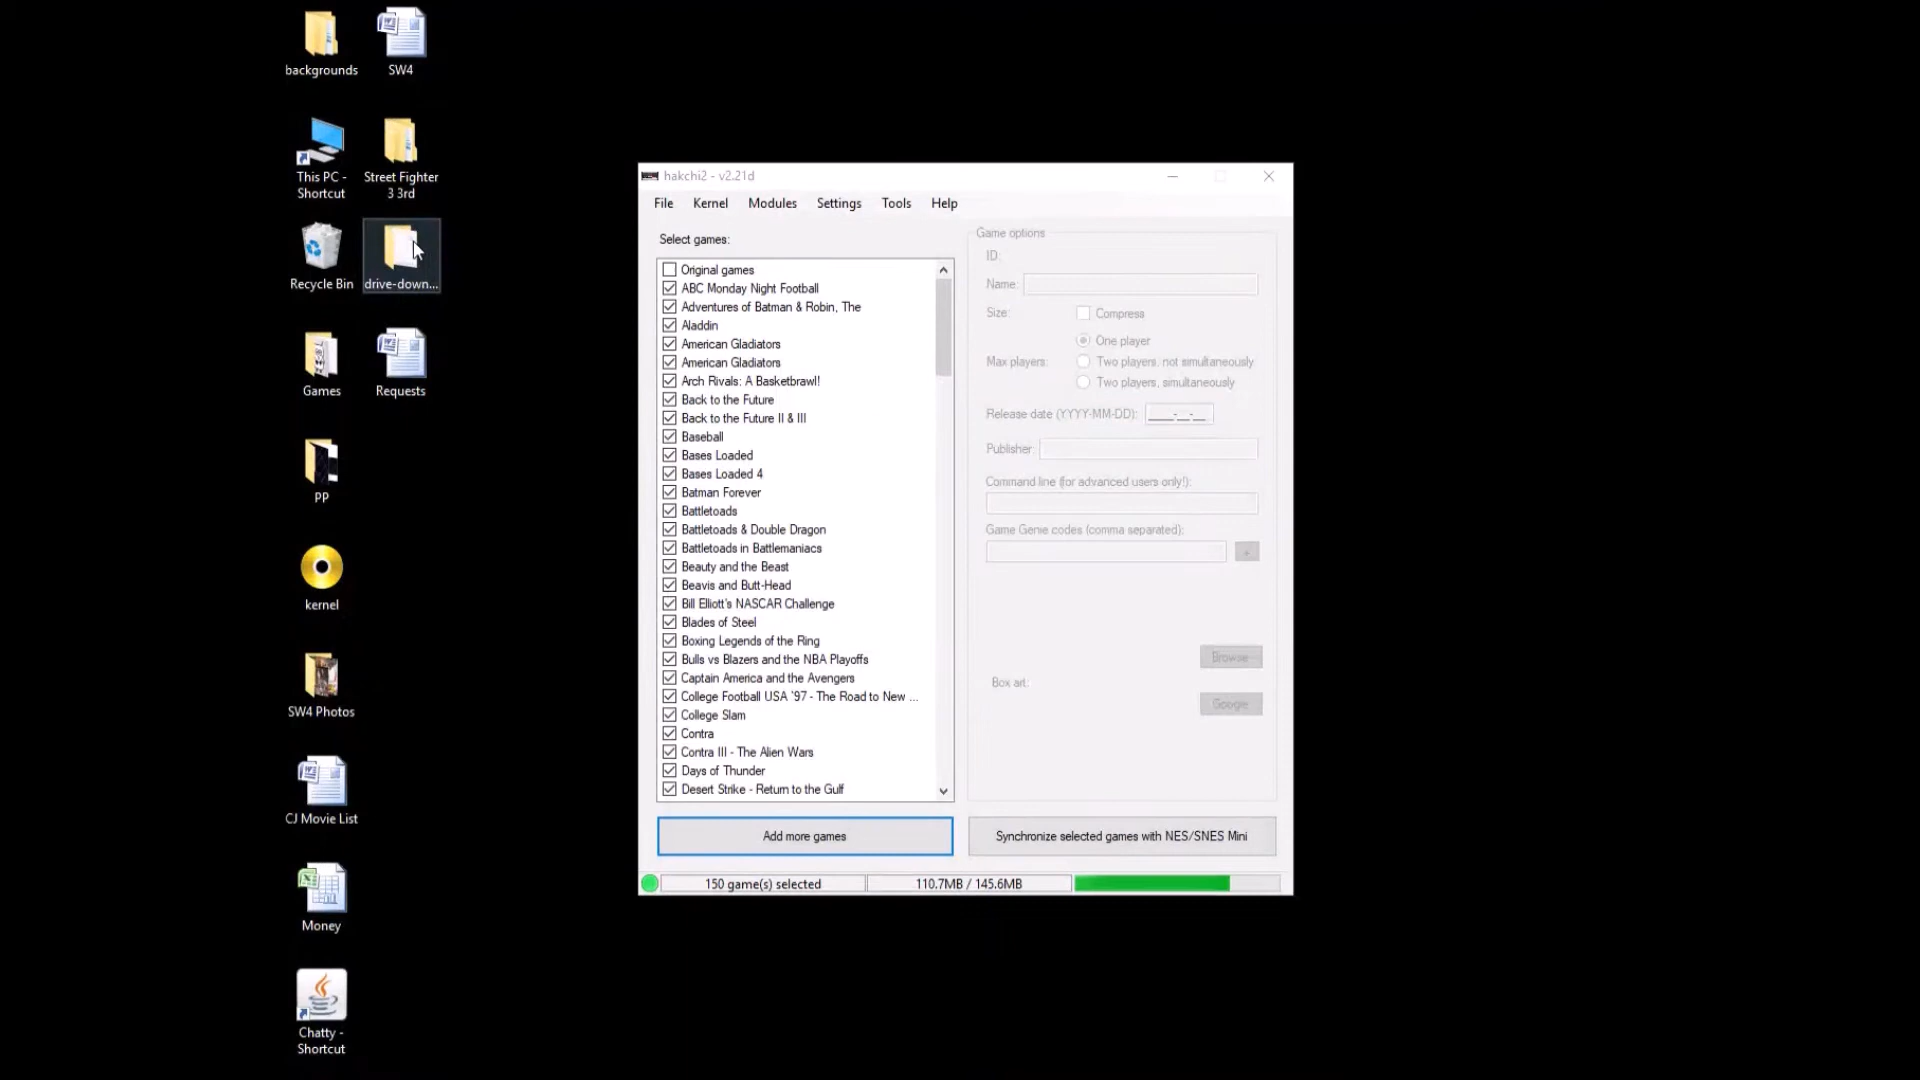 backgrounds
SW4
This PC -
Shortcut
Street Fighter
3 3rd
Recycle Bin
drive-down...
Games
Requests
PP
kernel
SW4 Photos
CJ Movie List
Money
Chatty -
Shortcut
hakchi2 - v2.21d
File Kernel Modules Settings Tools Help
Select games:
Original games
ABC Monday Night Football
Adventures of Batman & Robin, The
Aladdin
American Gladiators
American Gladiators
Arch Rivals: A Basketbrawl!
Back to the Future
Back to the Future II & III
Baseball
Bases Loaded
Bases Loaded 4
Batman Forever
Battletoads
Battletoads & Double Dragon
Battletoads in Battlemaniacs
Beauty and the Beast
Beavis and Butt-Head
Bill Elliott's NASCAR Challenge
Blades of Steel
Boxing Legends of the Ring
Bulls vs Blazers and the NBA Playoffs
Captain America and the Avengers
College Football USA '97 - The Road to New ...
College Slam
Contra
Contra III - The Alien Wars
Days of Thunder
Desert Strike - Return to the Gulf
Add more games
Game options
ID:
Name:
Size:
Compress
One player
Max players:
Two players, not simultaneously
Two players, simultaneously
Release date (YYYY-MM-DD): ____-__-__
Publisher:
Command line (for advanced users only!):
Game Genie codes (comma separated):
+
Browse
Box art:
Google
Synchronize selected games with NES/SNES Mini
150 game(s) selected
110.7MB / 145.6MB